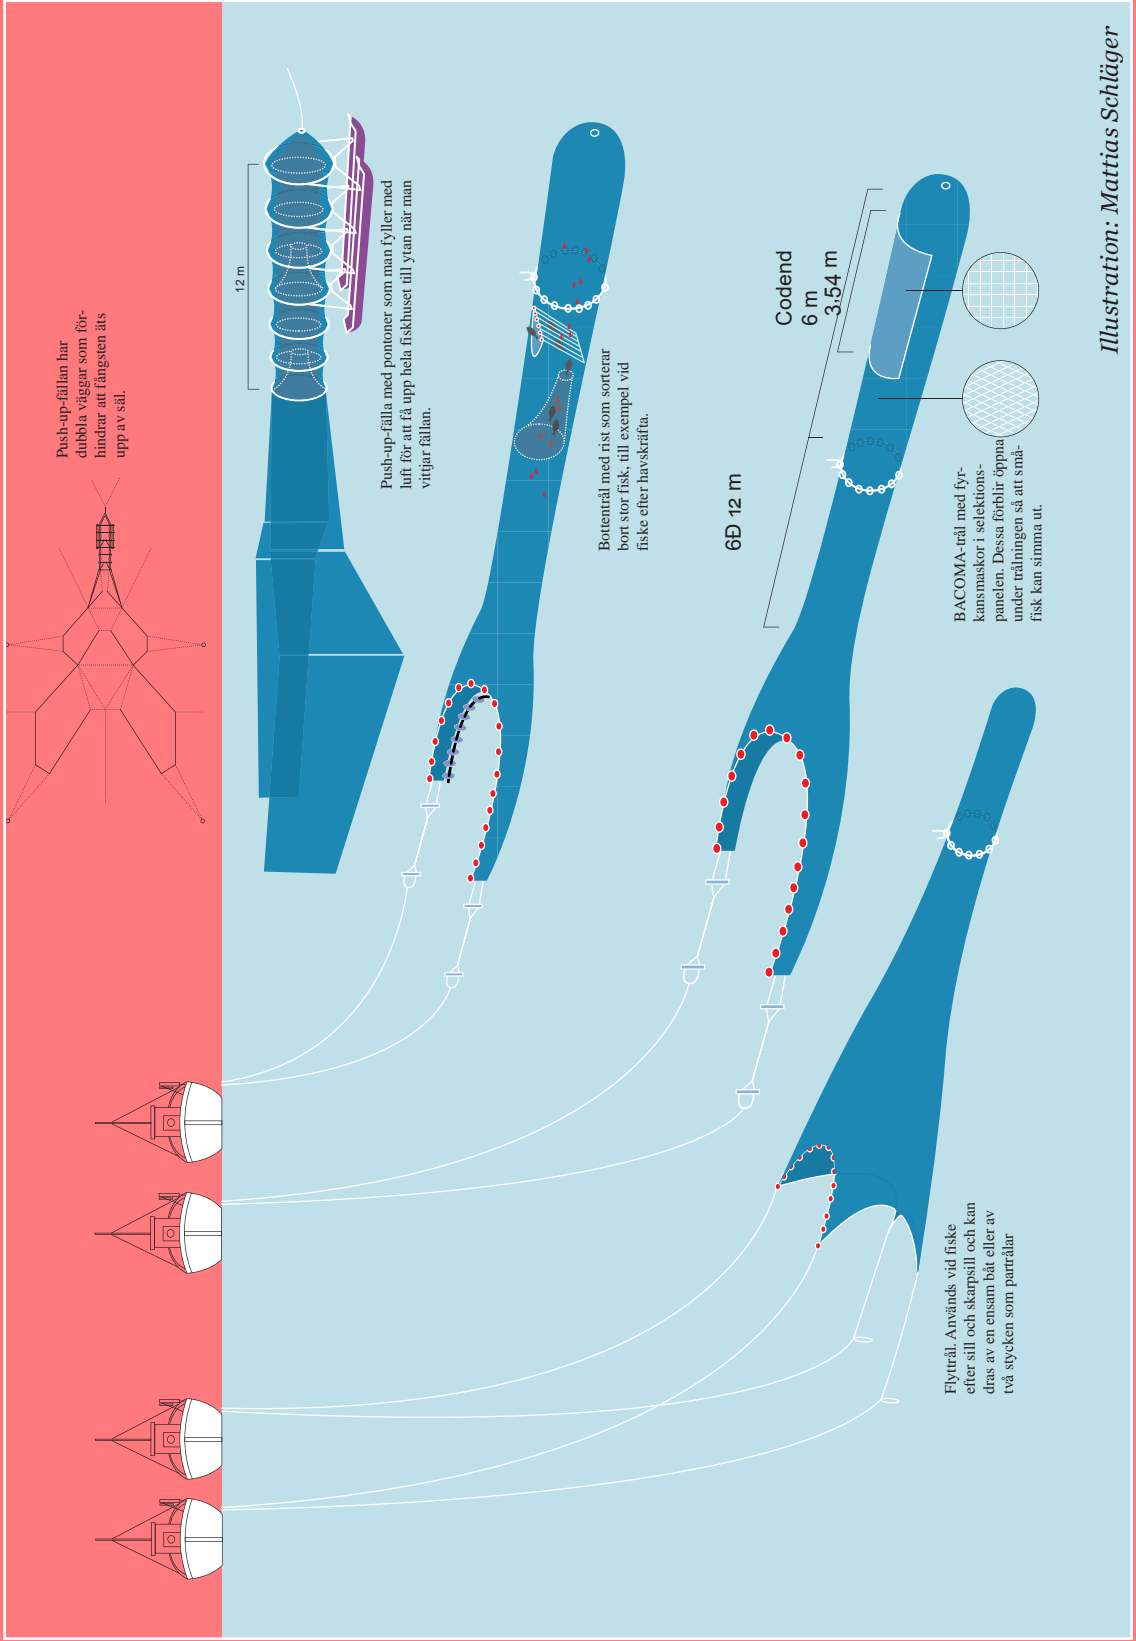 Push-up-fällan har
dubbla väggar som för-
hindrar att fångsten äts
upp av säl.
12 m
Push-up-fälla med pontoner som man fyller med
luft för att få upp hela fiskhuset till ytan när man
vittjar fällan.
Bottentrål med rist som sorterar
bort stor fisk, till exempel vid
fiske efter havskräfta.
6Ð 12 m
Codend
6 m
3,54 m
BACOMA-trål med fyr-
kansmaskor i selektions-
panelen. Dessa förblir öppna
under trålningen så att små-
fisk kan simma ut.
Flyttrål. Används vid fiske
efter sill och skarpsill och kan
dras av en ensam båt eller av
två stycken som partrålar
Illustration: Mattias Schläger